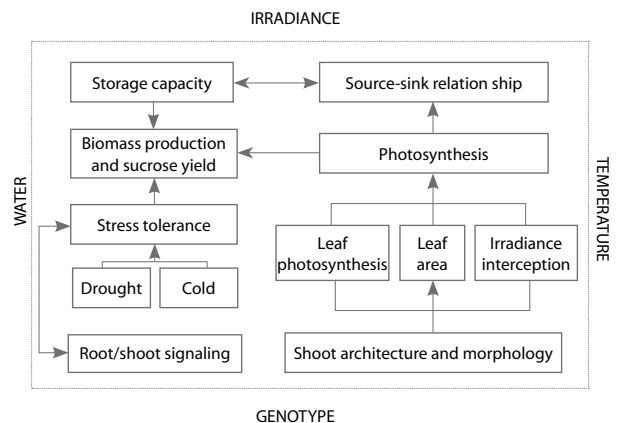 IRRADIANCE
Storage capacity
Source-sink relation ship
Biomass production
and sucrose yield
Photosynthesis
WATER
TEMPERATURE
Stress tolerance
Leaf
photosynthesis
Leaf
area
Irradiance
interception
Drought
Cold
Root/shoot signaling
Shoot architecture and morphology
GENOTYPE